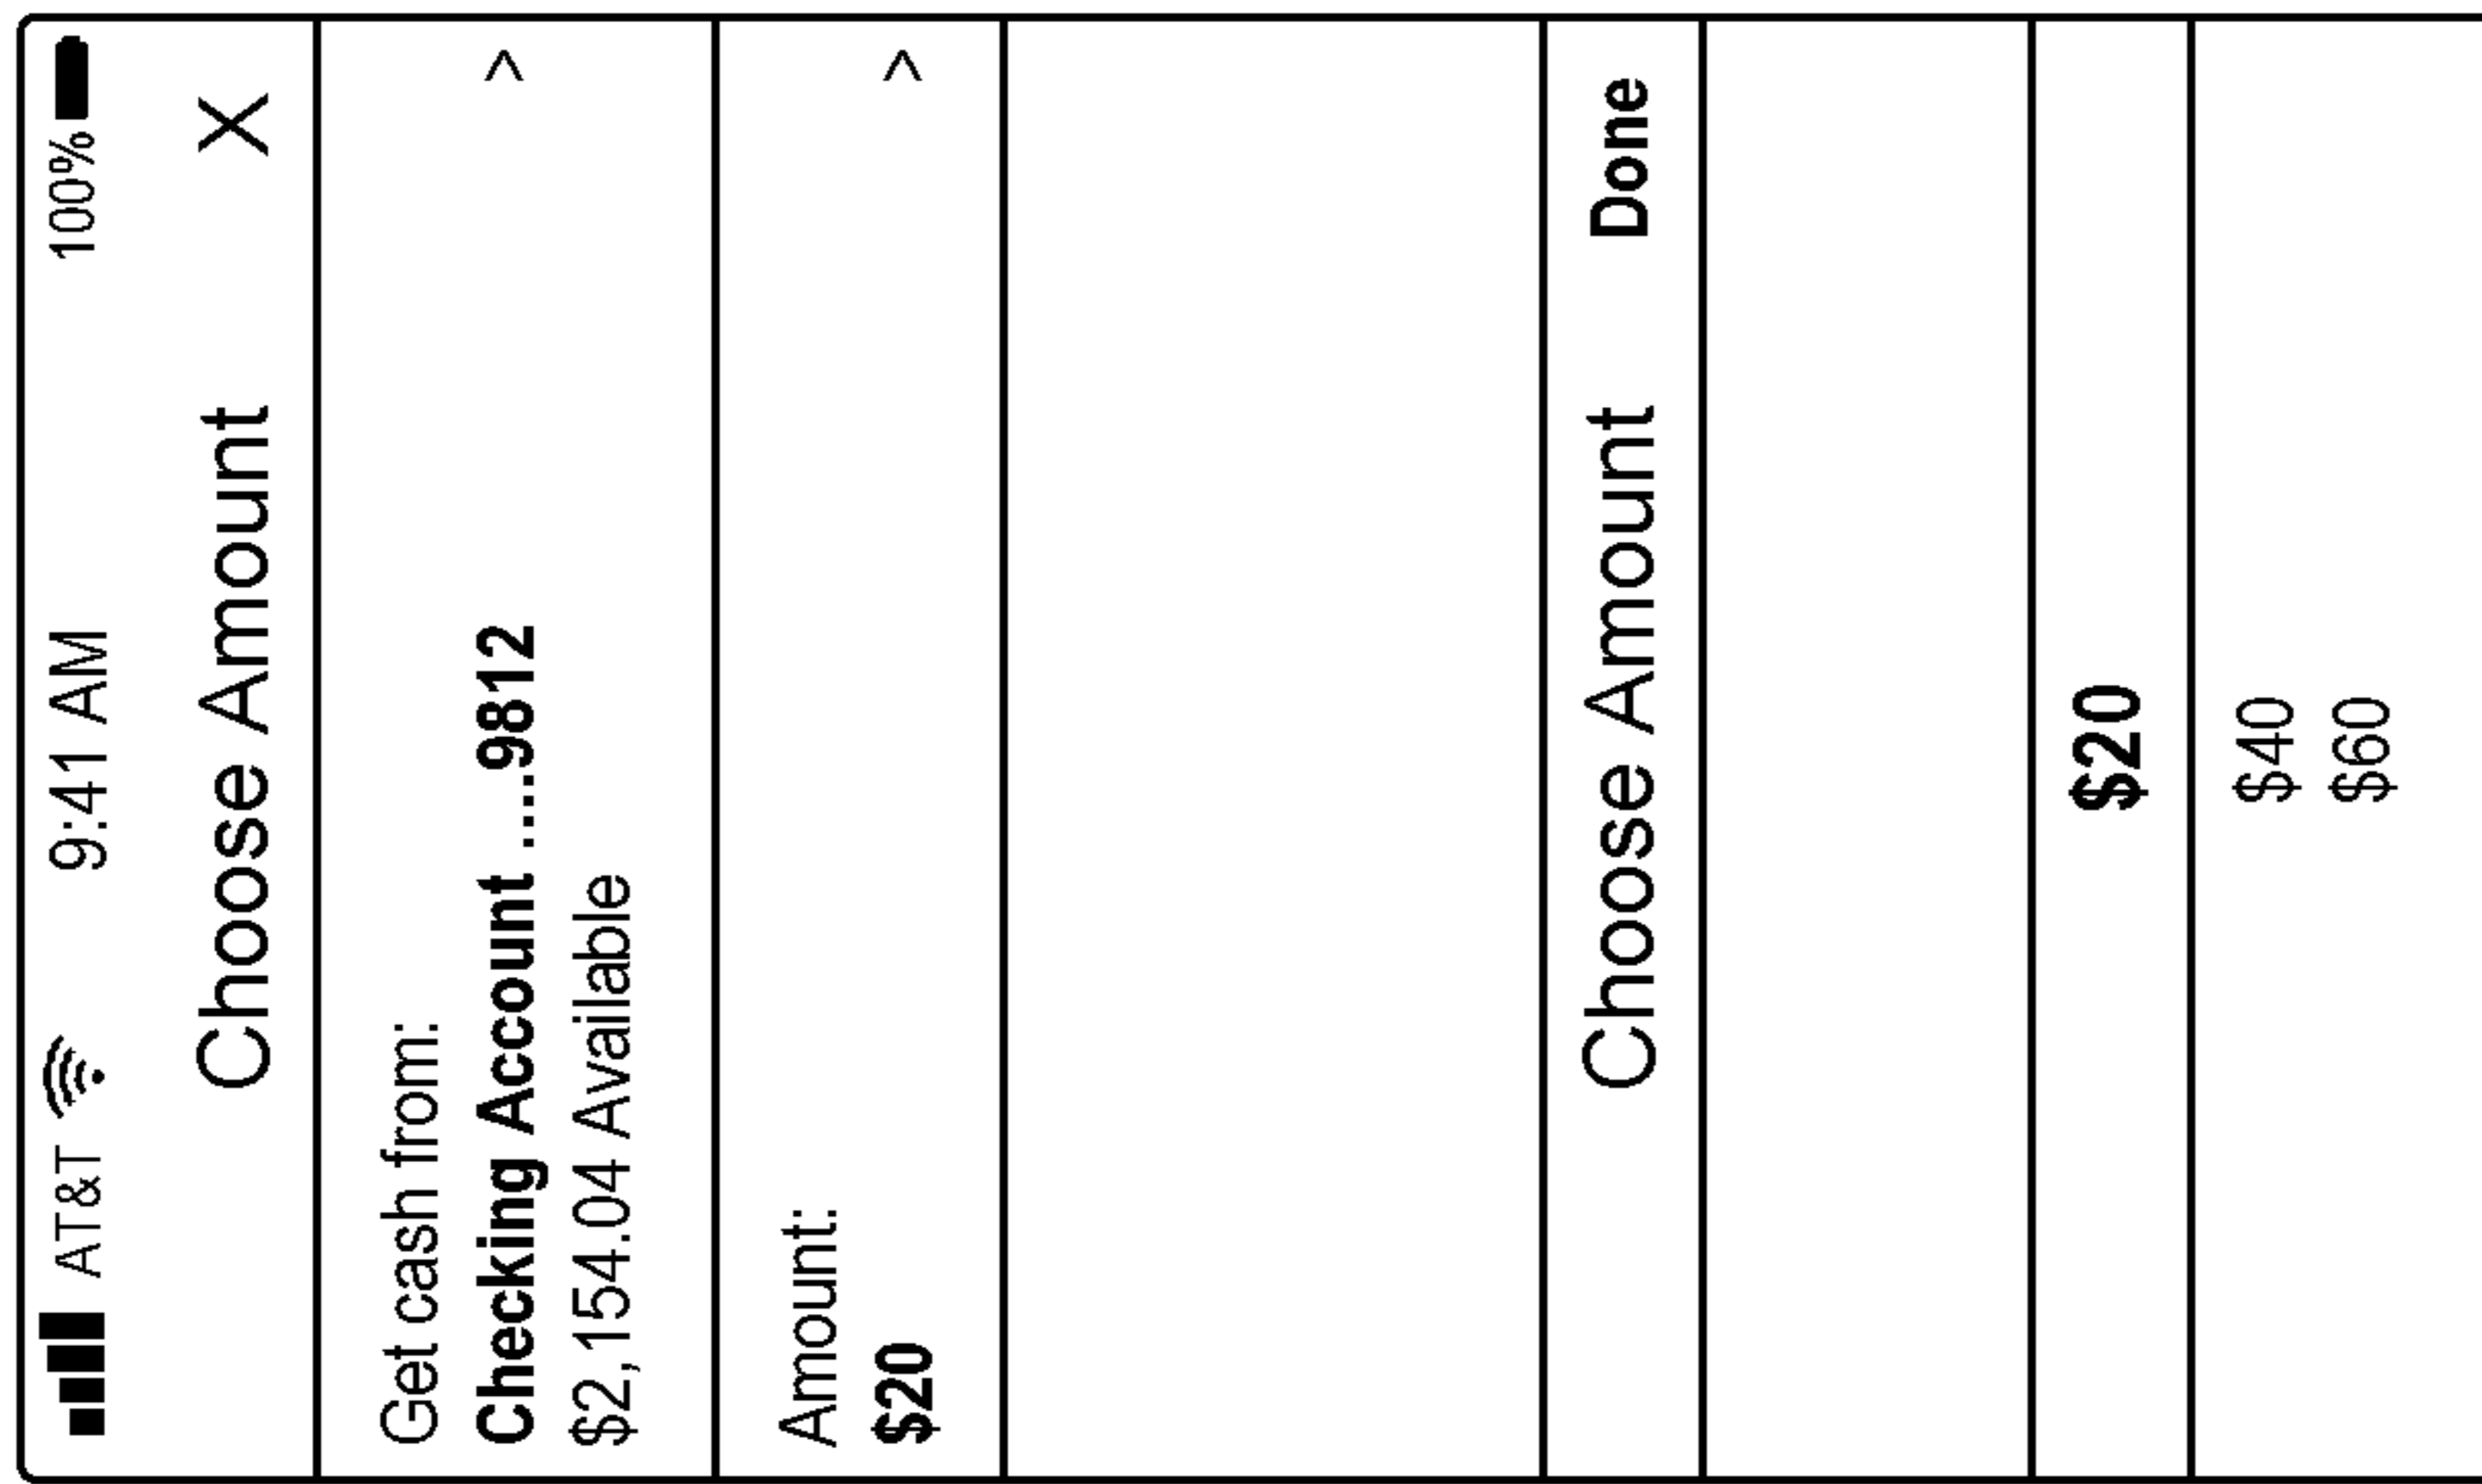 AT&T 9:41 AM 100%
Choose Amount X
Get cash from:
Checking Account .....9812 >
$2,154.04 Available
Amount:
$20 >
Choose Amount Done
$20
$40
$60